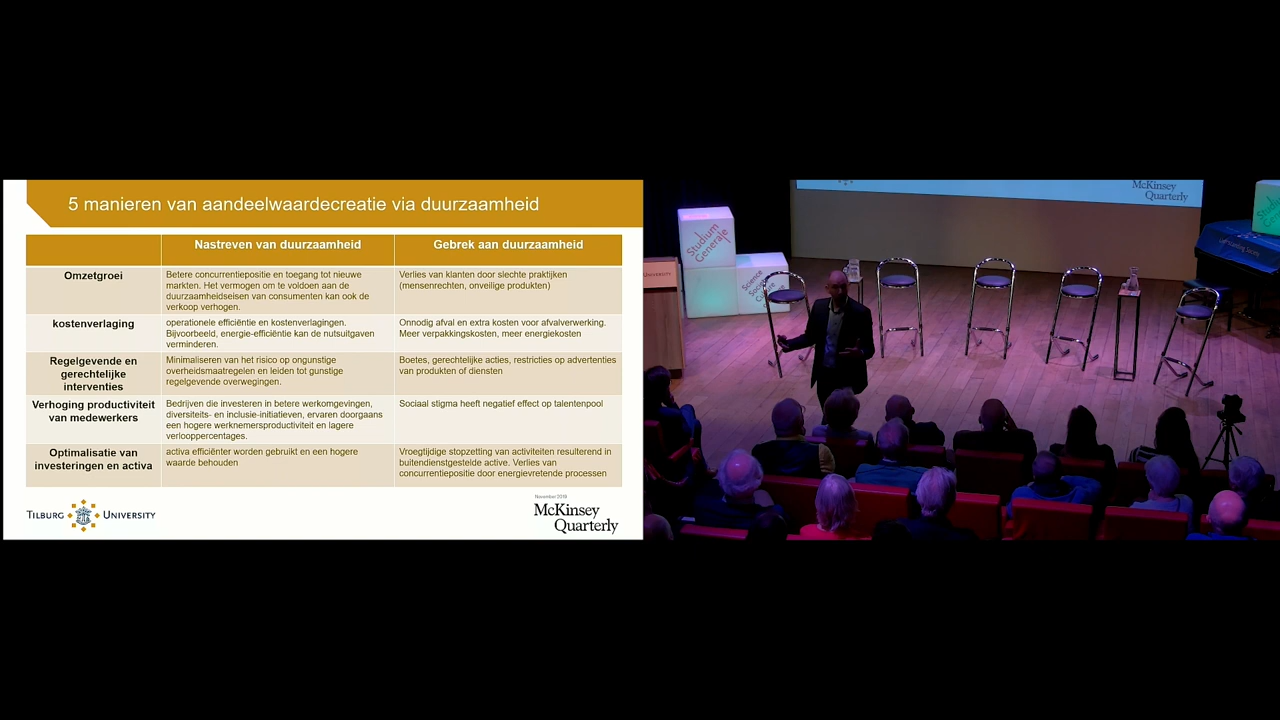 5 manieren van aandeelwaardecreatie via duurzaamheid
Nastreven van duurzaamheid
Gebrek aan duurzaamheid
Omzetgroei
Betere concurrentiepositie en toegang tot nieuwe
markten. Het vermogen om te voldoen aan de
duurzaamheidseisen van consumenten kan ook de
verkoop verhogen.
Verlies van klanten door slechte praktijken
(mensenrechten, onveilige produkten)
kostenverlaging
operationele efficiëntie en kostenverlagingen.
Bijvoorbeeld, energie-efficiëntie kan de nutsuitgaven
verminderen.
Onnodig afval en extra kosten voor afvalverwerking.
Meer verpakkingskosten, meer energiekosten
Regelgevende en
gerechtelijke
interventies
Minimaliseren van het risico op ongunstige
overheidsmaatregelen en leiden tot gunstige
regelgevende overwegingen.
Boetes, gerechtelijke acties, restricties op advertenties
van produkten of diensten
Verhoging productiviteit
van medewerkers
Bedrijven die investeren in betere werkomgevingen,
diversiteits- en inclusie-initiatieven, ervaren doorgaans
een hogere werknemersproductiviteit en lagere
verlooppercentages.
Sociaal stigma heeft negatief effect op talentenpool
Optimalisatie van
investeringen en activa
activa efficiënter worden gebruikt en een hogere
waarde behouden
Vroegtijdige stopzetting van activiteiten resulterend in
buitendienstgestelde active. Verlies van
concurrentiepositie door energievretende processen
TILBURG UNIVERSITY
November 2019
McKinsey
Quarterly
McKinsey
Quarterly
Studium
Generale
Science
Society
UNIVERSITY